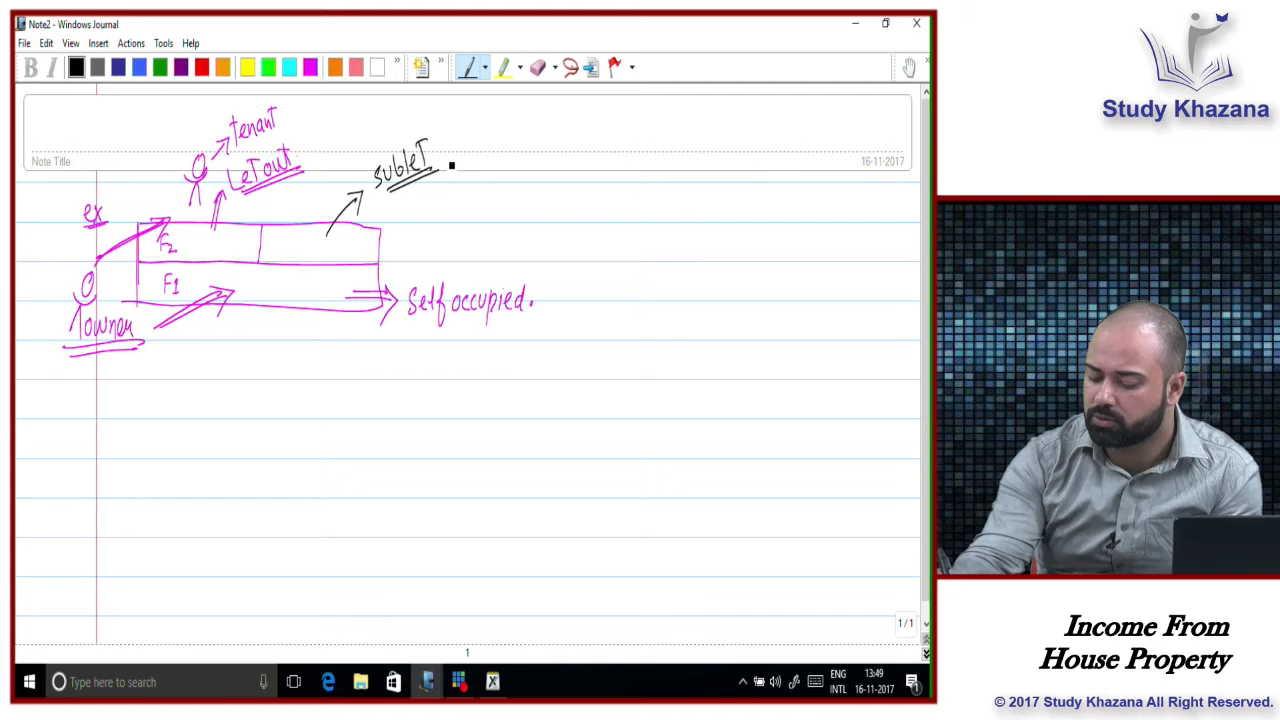 Note2 - Windows Journal
File Edit View Insert Actions Tools Help
B I
Study Khazana
tenant
Let out
sublet
Note Title
16-11-2017
ex
F2
F1
Self occupied.
owner
1/1
1
Type here to search
ENG
INTL
13:49
16-11-2017
1
Income From
House Property
© 2017 Study Khazana All Right Reserved.